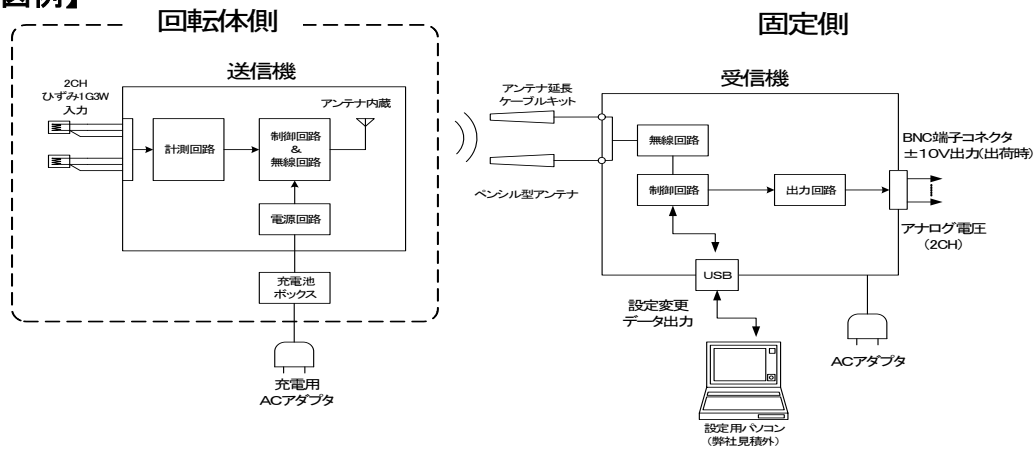 図例】
回転体側
固定側
送信機
受信機
2CH
ひずみ1G3W
入力
計測回路
制御回路
&
無線回路
アンテナ内蔵
電源回路
充電池
ボックス
充電用
ACアダプタ
アンテナ延長
ケーブルキット
ペンシル型アンテナ
無線回路
制御回路
出力回路
BNC端子コネクタ
±10V出力(出荷時)
アナログ電圧
(2CH)
USB
設定変更
データ出力
ACアダプタ
設定用パソコン
(弊社見積外)